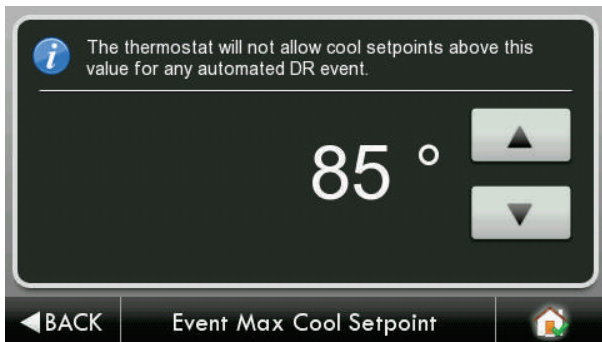 The thermostat will not allow cool setpoints above this
value for any automated DR event.
85 °
BACK
Event Max Cool Setpoint